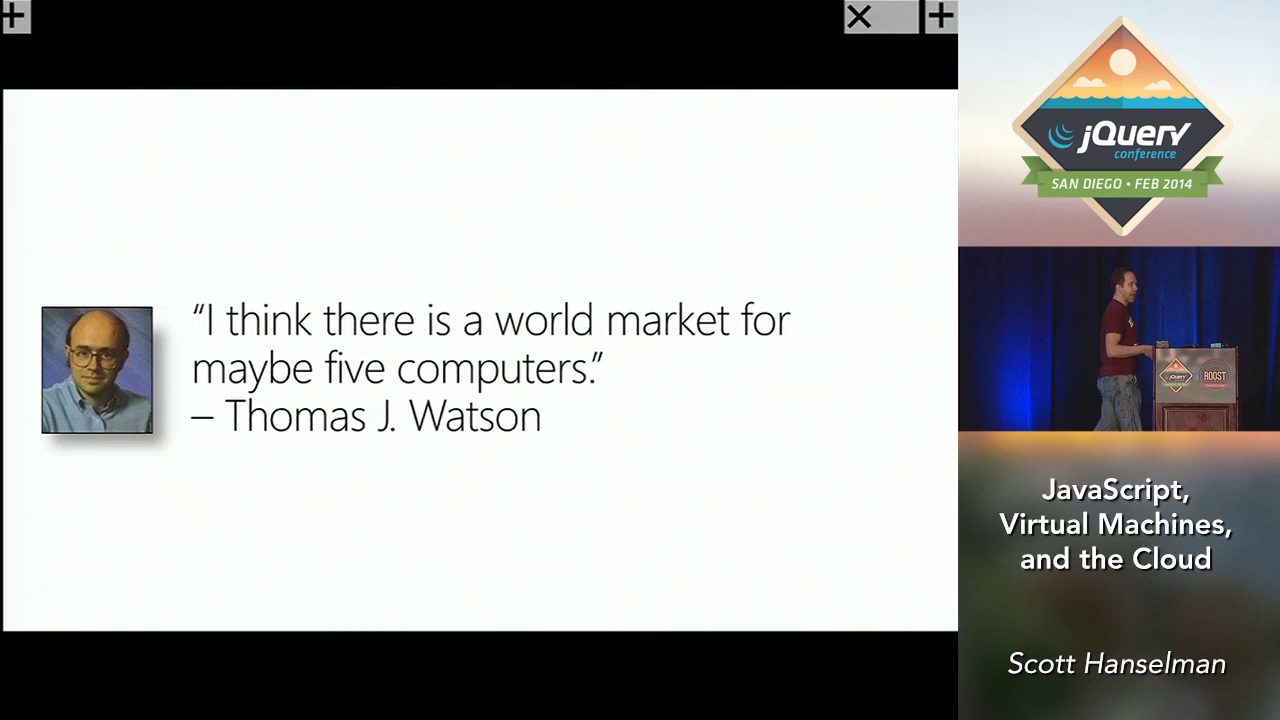 “I think there is a world market for
maybe five computers.”
– Thomas J. Watson
jQuery
conference
SAN DIEGO • FEB 2014
jQuery
ROOST
JavaScript,
Virtual Machines,
and the Cloud
Scott Hanselman